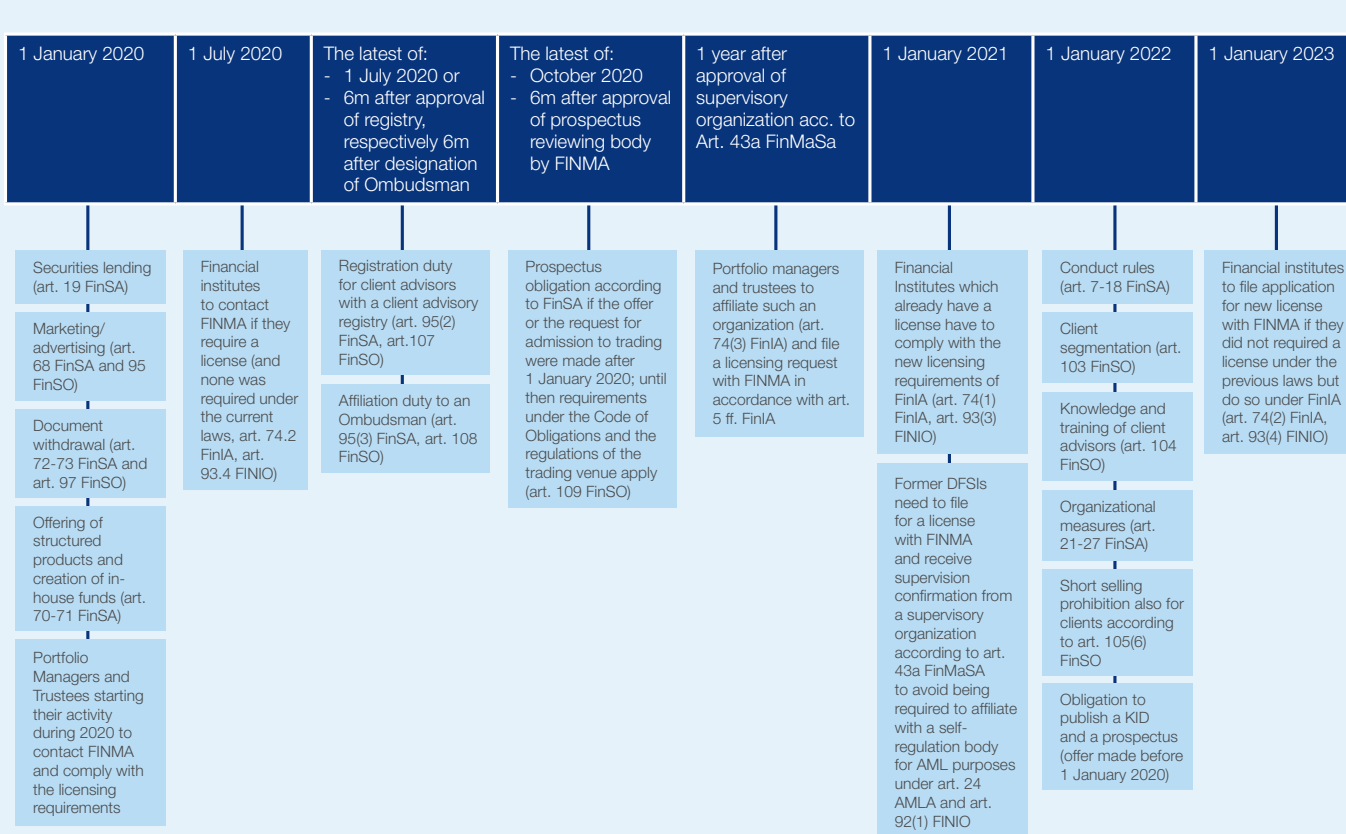 1 January 2020
1 July 2020
The latest of:
- 1 July 2020 or
- 6m after approval
of registry,
respectively 6m
after designation
of Ombudsman
The latest of:
- October 2020
- 6m after approval
of prospectus
reviewing body
by FINMA
1 year after
approval of
supervisory
organization acc. to
Art. 43a FinMaSa
1 January 2021
1 January 2022
1 January 2023
Securities lending
(art. 19 FinSA)
Marketing/
advertising (art.
68 FinSA and 95
FinSO)
Document
withdrawal (art.
72-73 FinSA and
art. 97 FinSO)
Offering of
structured
products and
creation of in-
house funds (art.
70-71 FinSA)
Portfolio
Managers and
Trustees starting
their activity
during 2020 to
contact FINMA
and comply with
the licensing
requirements
Financial
institutes
to contact
FINMA if they
require a
license (and
none was
required under
the current
laws, art. 74.2
FinIA, art.
93.4 FINIO)
Registration duty
for client advisors
with a client advisory
registry (art. 95(2)
FinSA, art.107
FinSO)
Affiliation duty to an
Ombudsman (art.
95(3) FinSA, art. 108
FinSO)
Prospectus
obligation according
to FinSA if the offer
or the request for
admission to trading
were made after
1 January 2020; until
then requirements
under the Code of
Obligations and the
regulations of the
trading venue apply
(art. 109 FinSO)
Portfolio managers
and trustees to
affiliate such an
organization (art.
74(3) FinIA) and file
a licensing request
with FINMA in
accordance with art.
5 ff. FinIA
Financial
Institutes which
already have a
license have to
comply with the
new licensing
requirements of
FinIA (art. 74(1)
FinIA, art. 93(3)
FINIO)
Former DFSIs
need to file
for a license
with FINMA
and receive
supervision
confirmation from
a supervisory
organization
according to art.
43a FinMaSA
to avoid being
required to affiliate
with a self-
regulation body
for AML purposes
under art. 24
AMLA and art.
92(1) FINIO
Conduct rules
(art. 7-18 FinSA)
Client
segmentation (art.
103 FinSO)
Knowledge and
training of client
advisors (art. 104
FinSO)
Organizational
measures (art.
21-27 FinSA)
Short selling
prohibition also for
clients according
to art. 105(6)
FinSO
Obligation to
publish a KID
and a prospectus
(offer made before
1 January 2020)
Financial institutes
to file application
for new license
with FINMA if they
did not required a
license under the
previous laws but
do so under FinIA
(art. 74(2) FinIA,
art. 93(4) FINIO)